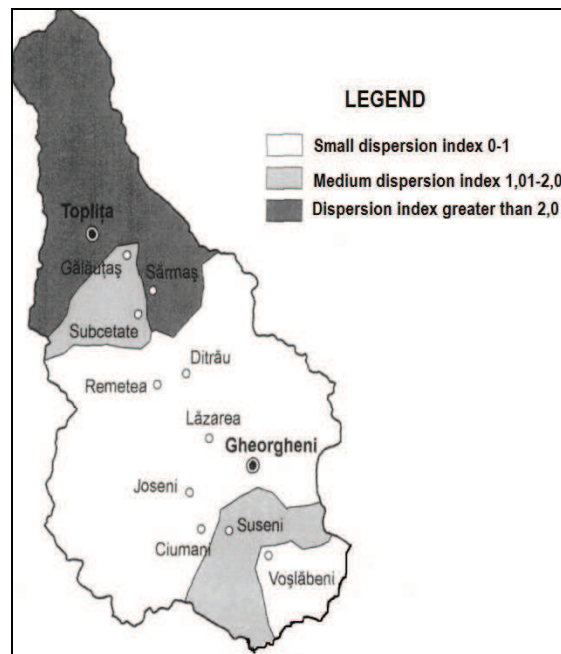 LEGEND
Small dispersion index 0-1
Medium dispersion index 1,01-2,0
Dispersion index greater than 2,0
Toplița
Gălăuțaș
Sărmaș
Subcetate
Ditrău
Remetea
Lăzarea
Gheorgheni
Joseni
Suseni
Ciumani
Voșlăbeni